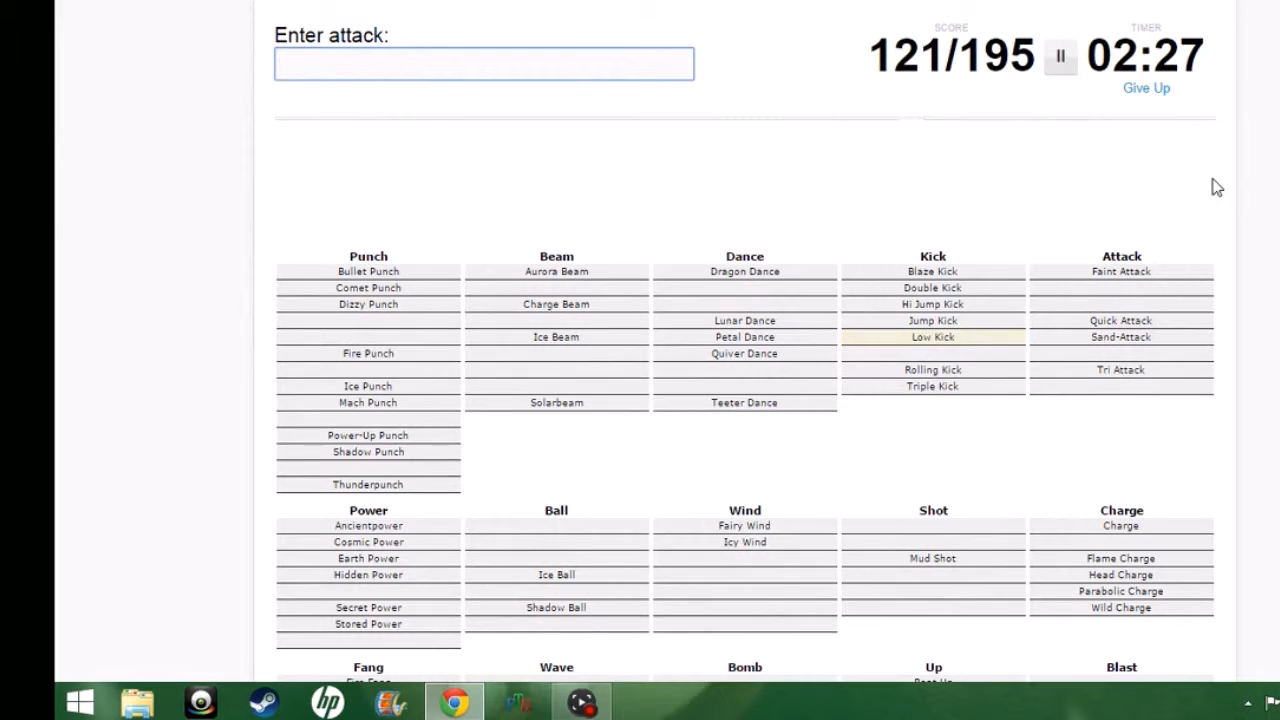 Enter attack:
SCORE
121/195
TIMER
02:27
Give Up
Punch
Bullet Punch
Comet Punch
Dizzy Punch
Fire Punch
Ice Punch
Mach Punch
Power-Up Punch
Shadow Punch
Thunderpunch
Beam
Aurora Beam
Charge Beam
Ice Beam
Solarbeam
Dance
Dragon Dance
Lunar Dance
Petal Dance
Quiver Dance
Teeter Dance
Kick
Blaze Kick
Double Kick
Hi Jump Kick
Jump Kick
Low Kick
Rolling Kick
Triple Kick
Attack
Faint Attack
Quick Attack
Sand-Attack
Tri Attack
Power
Ancientpower
Cosmic Power
Earth Power
Hidden Power
Secret Power
Stored Power
Ball
Ice Ball
Shadow Ball
Wind
Fairy Wind
Icy Wind
Shot
Mud Shot
Charge
Charge
Flame Charge
Head Charge
Parabolic Charge
Wild Charge
Fang
Wave
Bomb
Up
Blast
hp